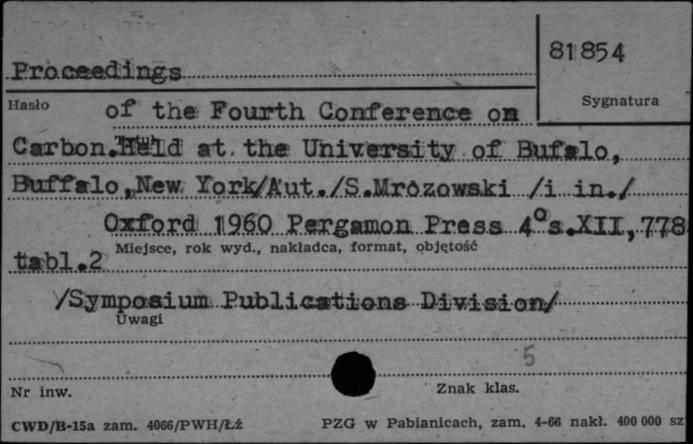 81854
Proceedings
Hasło
Sygnatura
of the Fourth Conference on
Carbon. Held at the University of Bufalo,
Buffalo, New York/Aut./S.Mrozowski /i in./
Oxford 1960 Pergamon Press 4° s.XII,778
Miejsce, rok wyd., nakładca, format, objętość
tabl.2
/Symposium Publications Division/
Uwagi
5
Nr inw.
Znak klas.
CWD/B-15a zam. 4066/PWH/Łź
PZG w Pabianicach, zam. 4-66 nakł. 400 000 sz